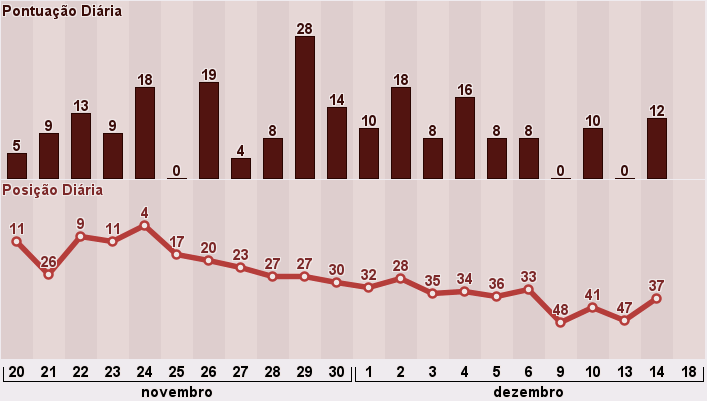 Pontuação Diária
5 9 13 9 18 0 19 4 8 28 14 10 18 8 16 8 8 0 10 0 12
Posição Diária
11 26 9 11 4 17 20 23 27 27 30 32 28 35 34 36 33 48 41 47 37
20 21 22 23 24 25 26 27 28 29 30 1 2 3 4 5 6 9 10 13 14 18
novembro dezembro